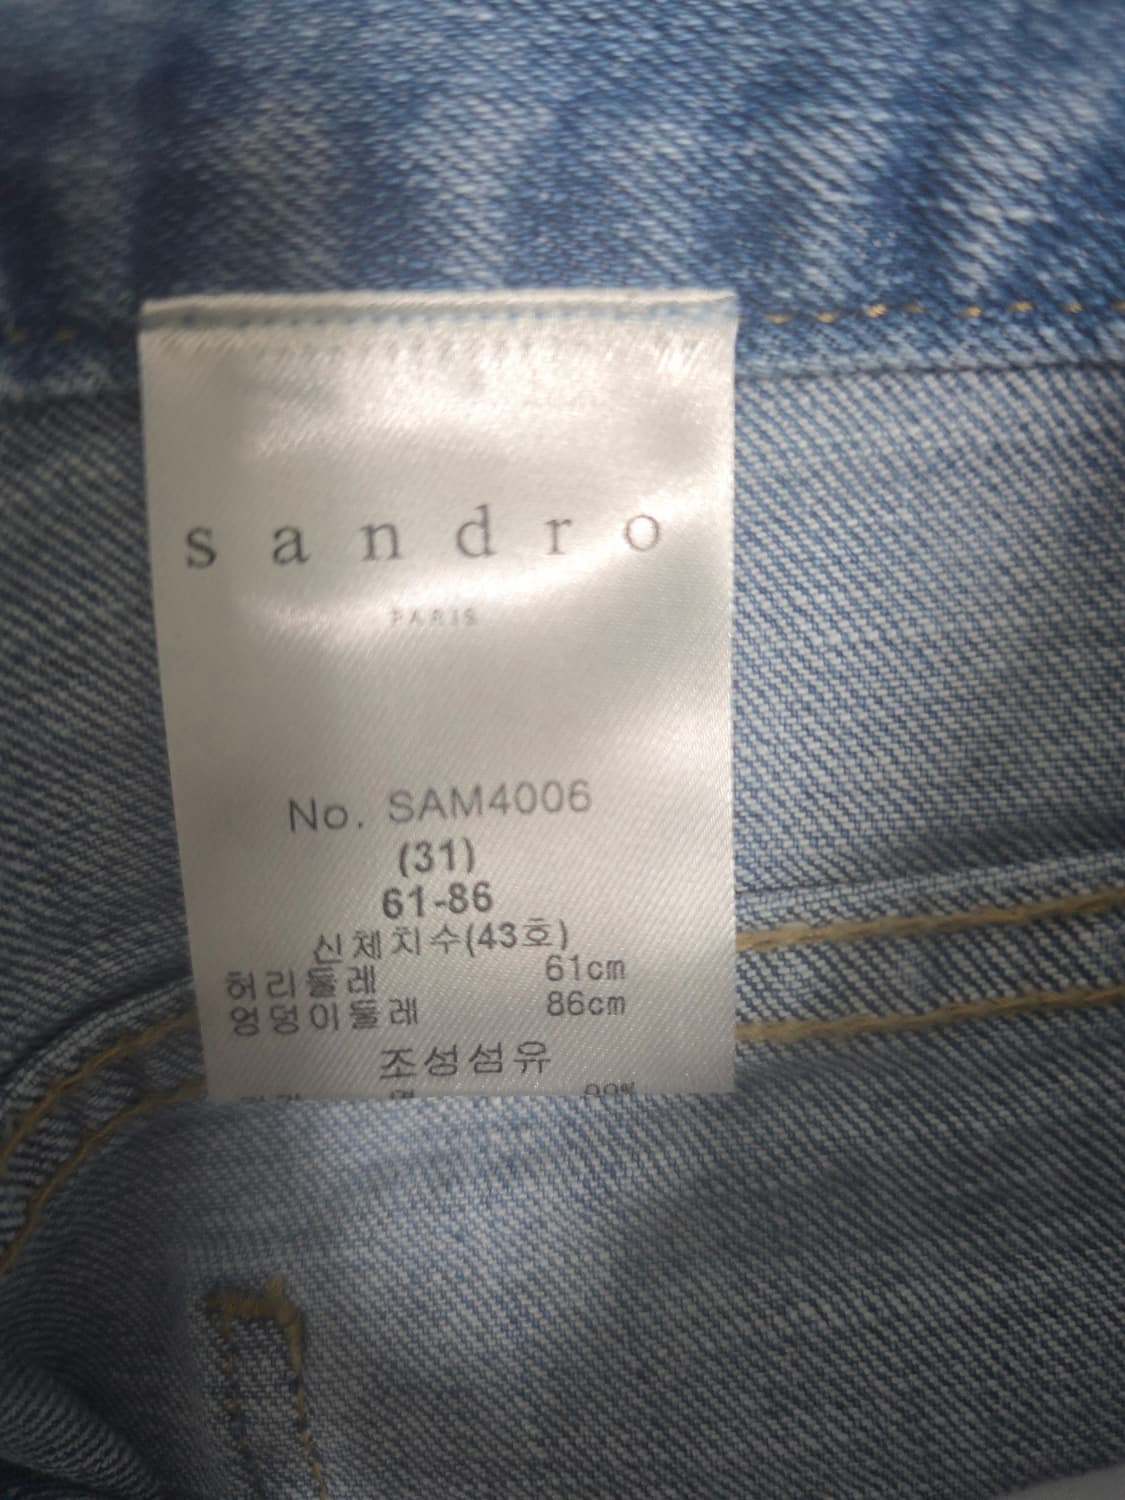 s a n d r o
PARIS
No. SAM4006
(31)
61-86
신체치수(43호)
허리둘레 61cm
엉덩이둘레 86cm
조성섬유